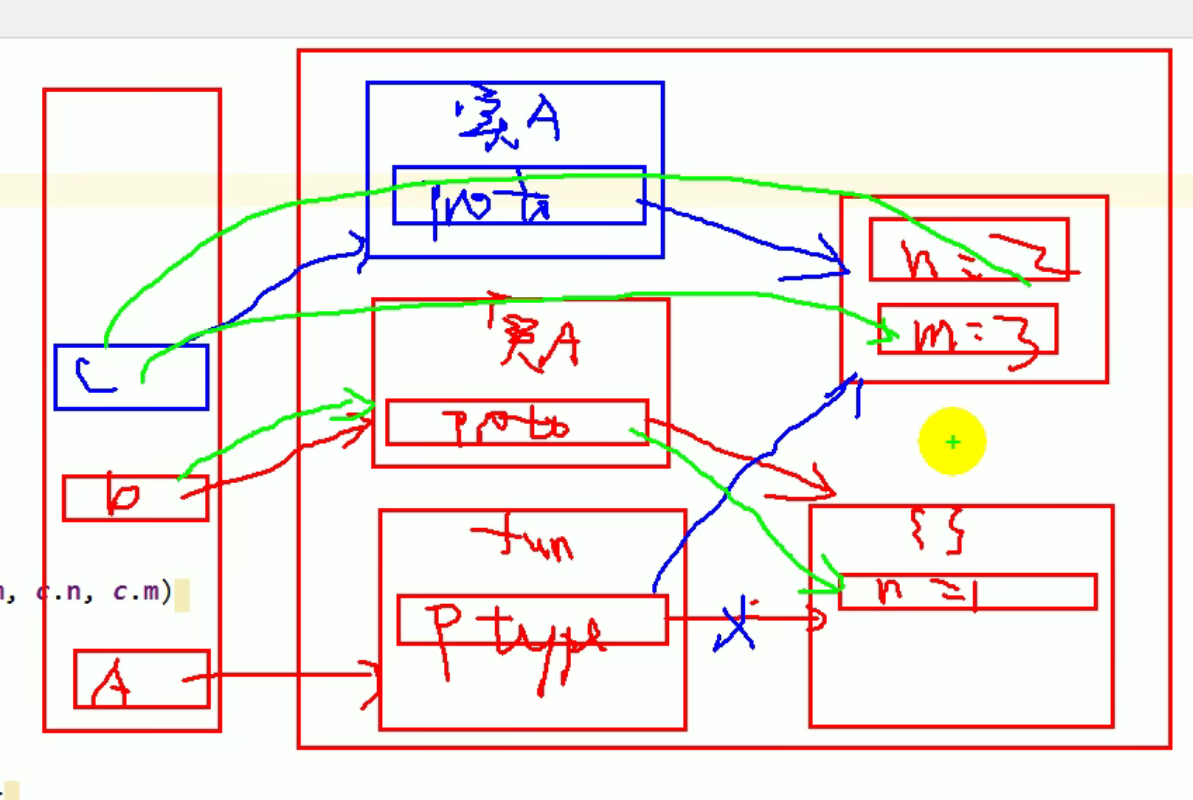 实A
proto
n=2
实A
m=3
C
proto
b
{}
fun
n=1
, c.n, c.m)
P type
A